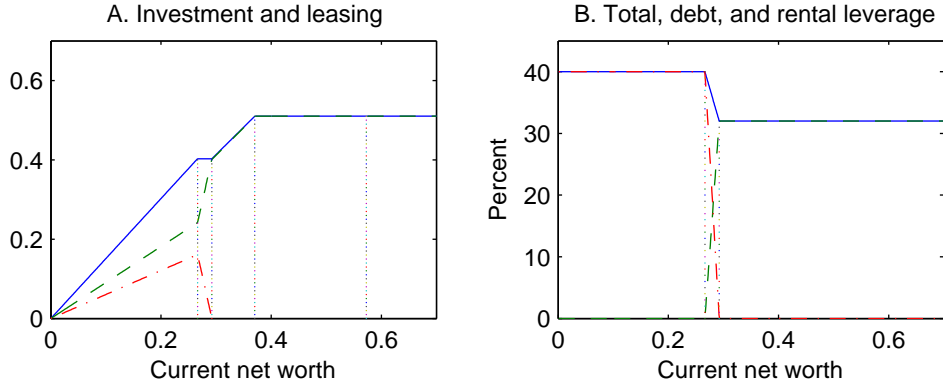 A. Investment and leasing
0.6
0.4
0.2
0
0 0.2 0.4 0.6
Current net worth
B. Total, debt, and rental leverage
Percent
40
30
20
10
0
0 0.2 0.4 0.6
Current net worth